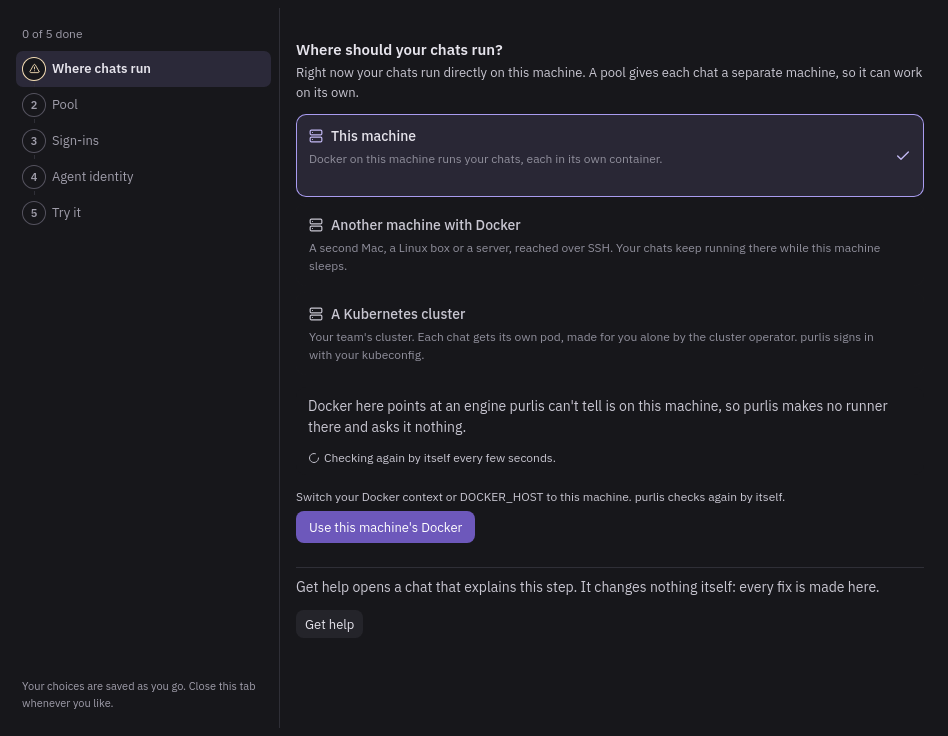 0 of 5 done
Where chats run
2 Pool
3 Sign-ins
4 Agent identity
5 Try it
Your choices are saved as you go. Close this tab
whenever you like.
Where should your chats run?
Right now your chats run directly on this machine. A pool gives each chat a separate machine, so it can work
on its own.
This machine
Docker on this machine runs your chats, each in its own container.
Another machine with Docker
A second Mac, a Linux box or a server, reached over SSH. Your chats keep running there while this machine
sleeps.
A Kubernetes cluster
Your team's cluster. Each chat gets its own pod, made for you alone by the cluster operator. purlis signs in
with your kubeconfig.
Docker here points at an engine purlis can't tell is on this machine, so purlis makes no runner
there and asks it nothing.
Checking again by itself every few seconds.
Switch your Docker context or DOCKER_HOST to this machine. purlis checks again by itself.
Use this machine's Docker
Get help opens a chat that explains this step. It changes nothing itself: every fix is made here.
Get help